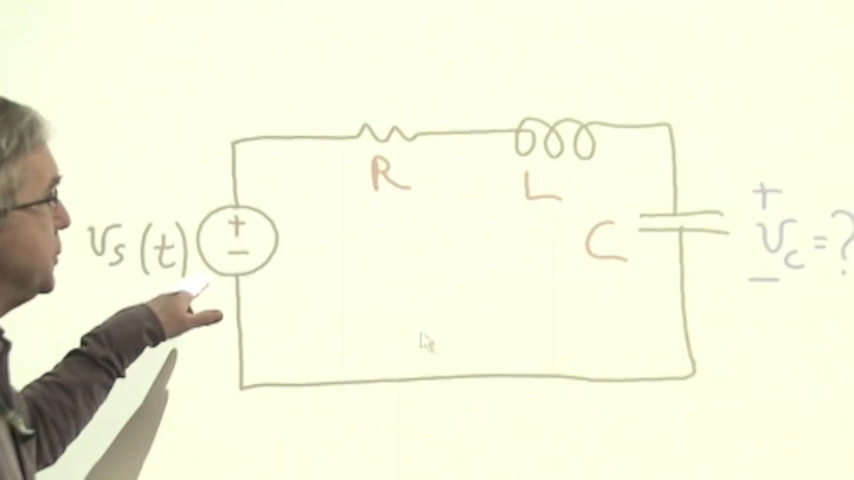 R
L
+
−
Vs(t)
C
+
Vc = ?
−